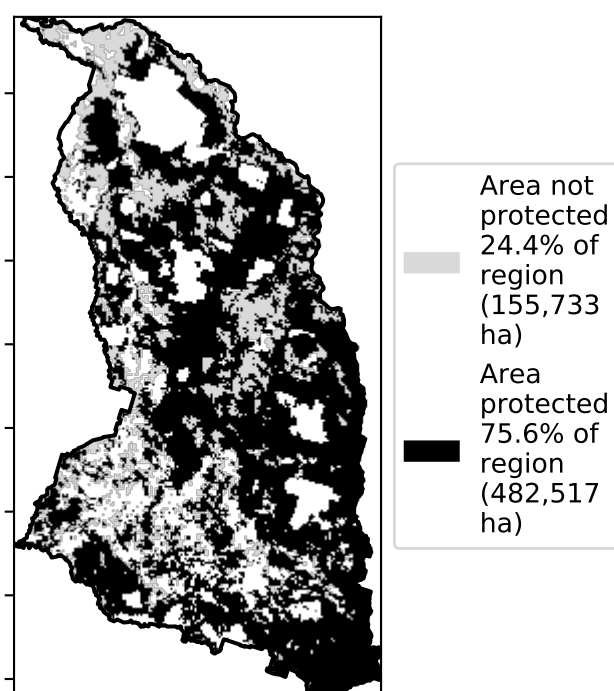 Area not
protected
24.4% of
region
(155,733
ha)
Area
protected
75.6% of
region
(482,517
ha)